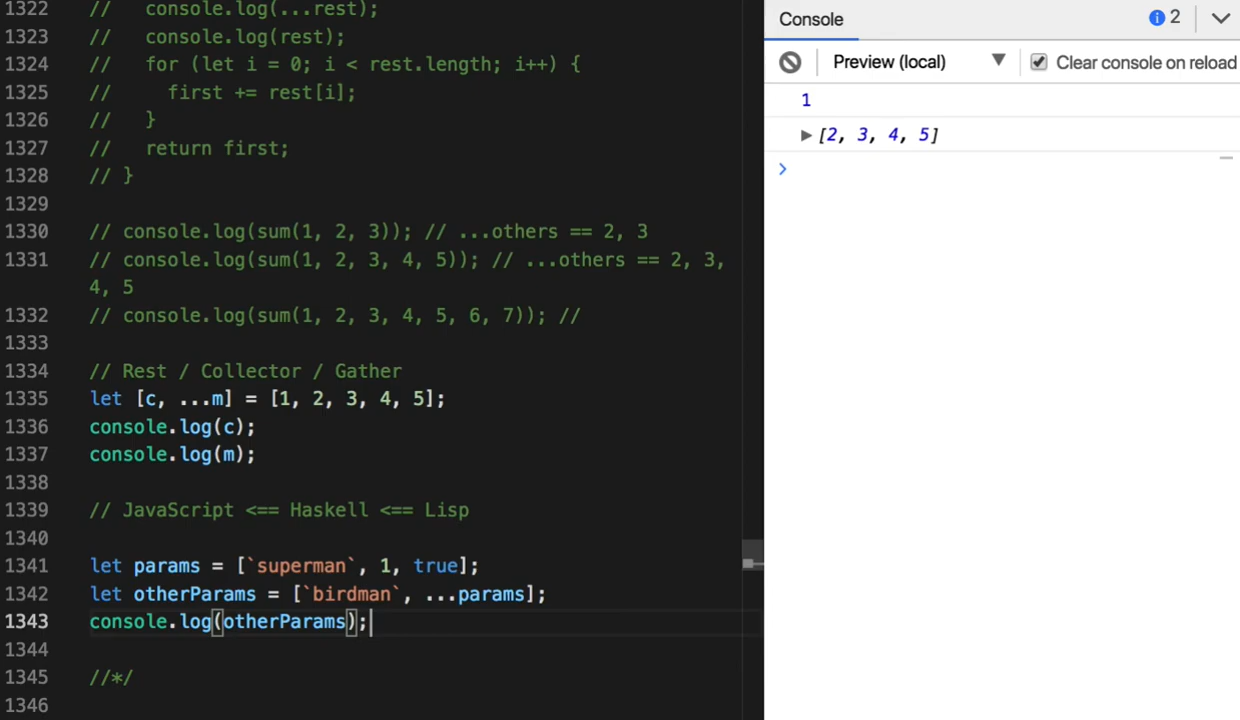 1322 //   console.log(...rest);
1323 //   console.log(rest);
1324 //   for (let i = 0; i < rest.length; i++) {
1325 //     first += rest[i];
1326 //   }
1327 //   return first;
1328 // }
1329
1330 // console.log(sum(1, 2, 3)); // ...others == 2, 3
1331 // console.log(sum(1, 2, 3, 4, 5)); // ...others == 2, 3,
4, 5
1332 // console.log(sum(1, 2, 3, 4, 5, 6, 7)); //
1333
1334 // Rest / Collector / Gather
1335 let [c, ...m] = [1, 2, 3, 4, 5];
1336 console.log(c);
1337 console.log(m);
1338
1339 // JavaScript <== Haskell <== Lisp
1340
1341 let params = [`superman`, 1, true];
1342 let otherParams = [`birdman`, ...params];
1343 console.log(otherParams);
1344
1345 //*/
1346
Console 2
Preview (local) ▼ Clear console on reload
1
▶ [2, 3, 4, 5]
>